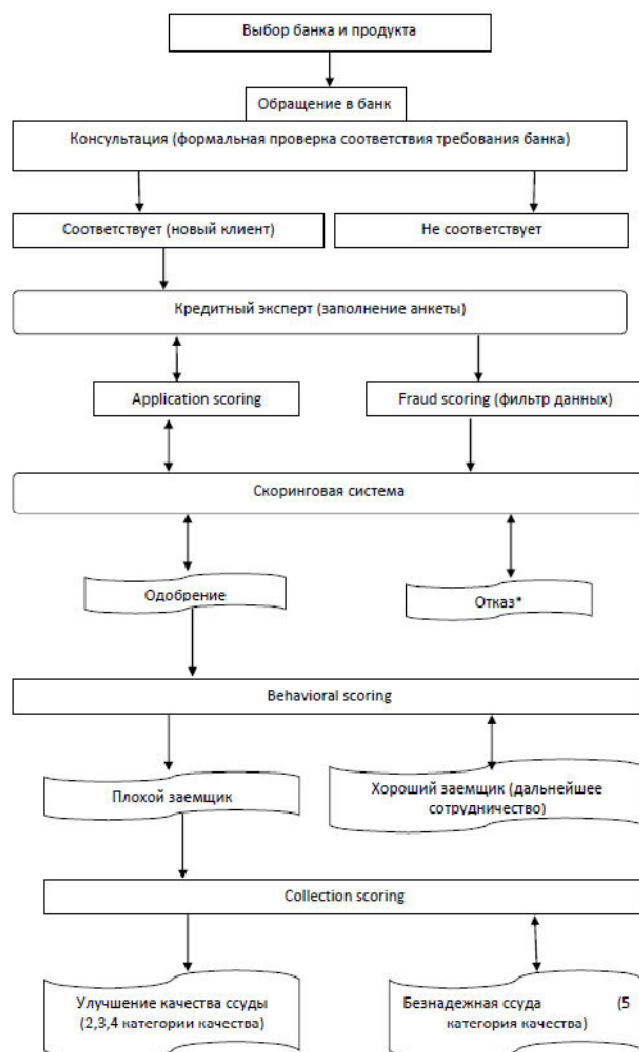 Выбор банка и продукта
Обращение в банк
Консультация (формальная проверка соответствия требования банка)
Соответствует (новый клиент)
Не соответствует
Кредитный эксперт (заполнение анкеты)
Application scoring
Fraud scoring (фильтр данных)
Скоринговая система
Одобрение
Отказ*
Behavioral scoring
Плохой заемщик
Хороший заемщик (дальнейшее
сотрудничество)
Collection scoring
Улучшение качества ссуды
(2,3,4 категории качества)
Безнадежная ссуда (5
категория качества)